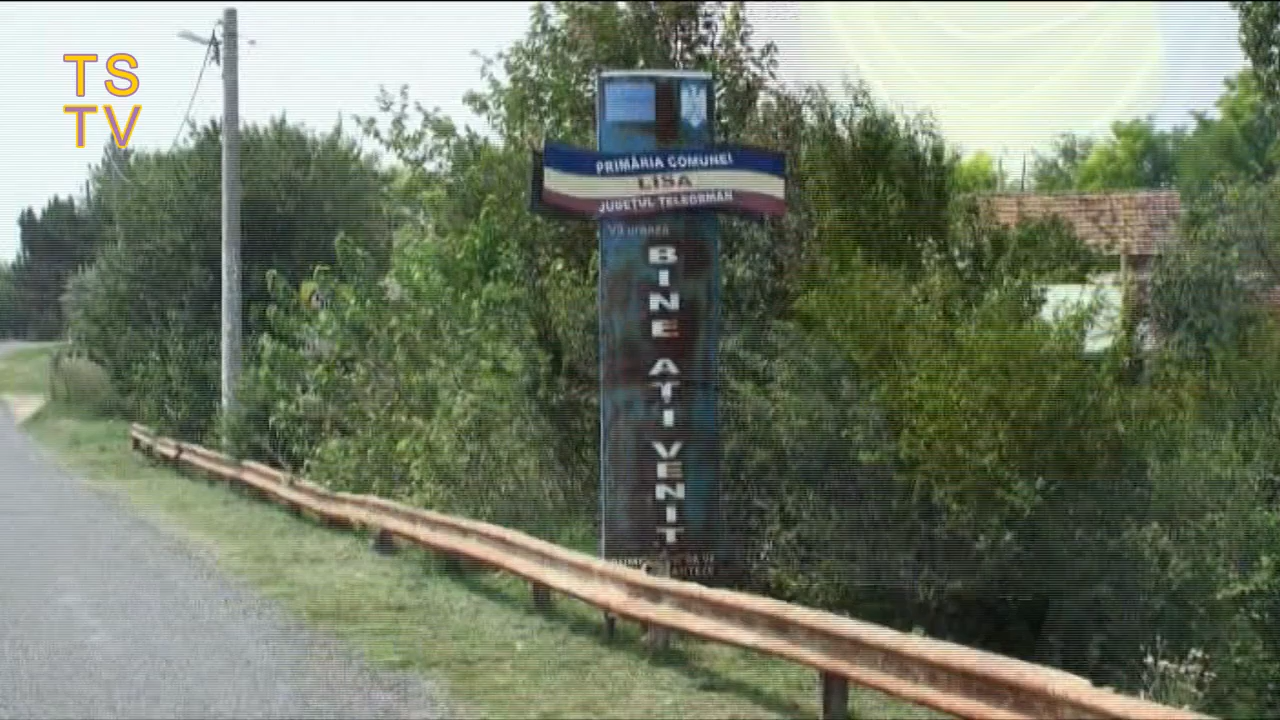 TS
TV
PRIMĂRIA COMUNEI
LISA
JUDEȚUL TELEORMAN
Vă urează
BINE AȚI VENIT